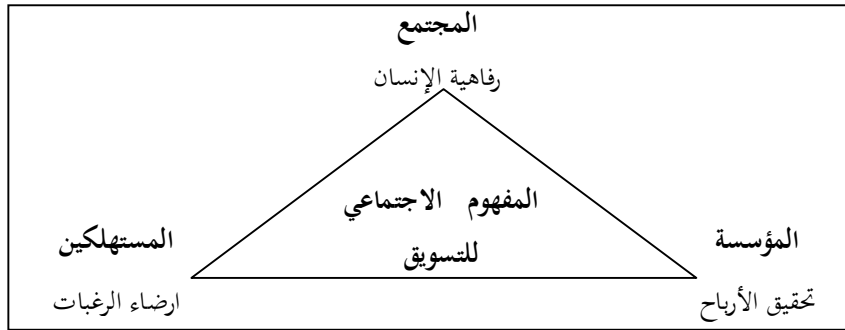 المجتمع
رفاهية الإنسان
المفهوم الاجتماعي
للتسويق
المؤسسة
تحقيق الأرباح
المستهلكين
ارضاء الرغبات